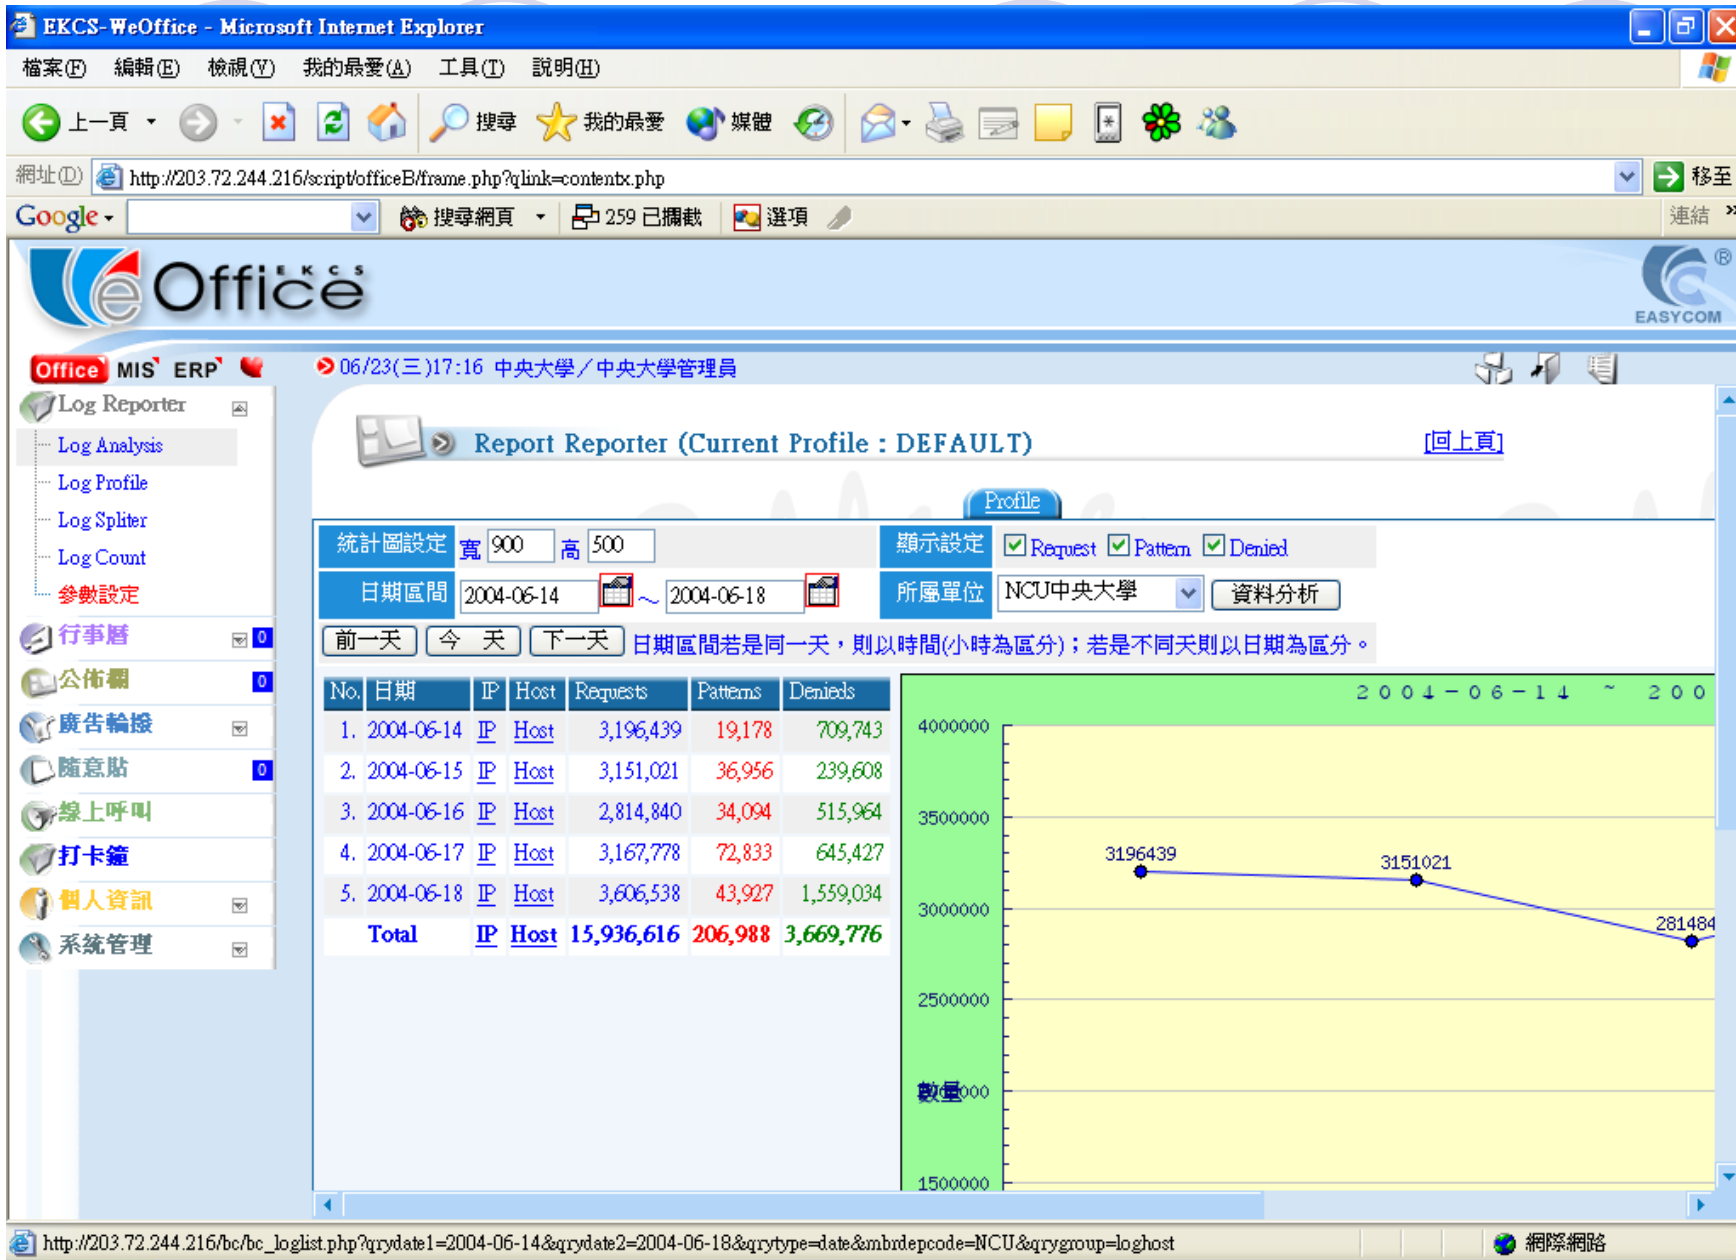 EKCS-WeOffice - Microsoft Internet Explorer
檔案(F) 編輯(E) 檢視(V) 我的最愛(A) 工具(T) 說明(H)
上一頁 搜尋 我的最愛 媒體
網址(D) http://203.72.244.216/script/officeB/frame.php?qlink=contentx.php 移至
Google 搜尋網頁 259 已攔截 選項 連結 »
WeOffice EKCS
® EASYCOM
Office MIS ERP
06/23(三)17:16 中央大學／中央大學管理員
Log Reporter
Log Analysis
Log Profile
Log Spliter
Log Count
參數設定
行事曆 0
公佈欄 0
廣告輪撥
隨意貼 0
線上呼叫
打卡鐘
個人資訊
系統管理
Report Reporter (Current Profile : DEFAULT) [回上頁]
Profile
統計圖設定 寬 900 高 500 顯示設定 Request Pattern Denied
日期區間 2004-06-14 ～ 2004-06-18 所屬單位 NCU中央大學 資料分析
前一天 今 天 下一天 日期區間若是同一天，則以時間(小時為區分)；若是不同天則以日期為區分。
No. 日期 IP Host Requests Patterns Denieds
1. 2004-06-14 IP Host 3,196,439 19,178 709,743
2. 2004-06-15 IP Host 3,151,021 36,956 239,608
3. 2004-06-16 IP Host 2,814,840 34,094 515,964
4. 2004-06-17 IP Host 3,167,778 72,833 645,427
5. 2004-06-18 IP Host 3,606,538 43,927 1,559,034
Total IP Host 15,936,616 206,988 3,669,776
2004-06-14 ~ 200
4000000
3500000
3196439 3151021
3000000
281484
2500000
數量 000
1500000
http://203.72.244.216/bc/bc_loglist.php?qrydate1=2004-06-14&qrydate2=2004-06-18&qrytype=date&mbrdepcode=NCU&qrygroup=loghost 網際網路